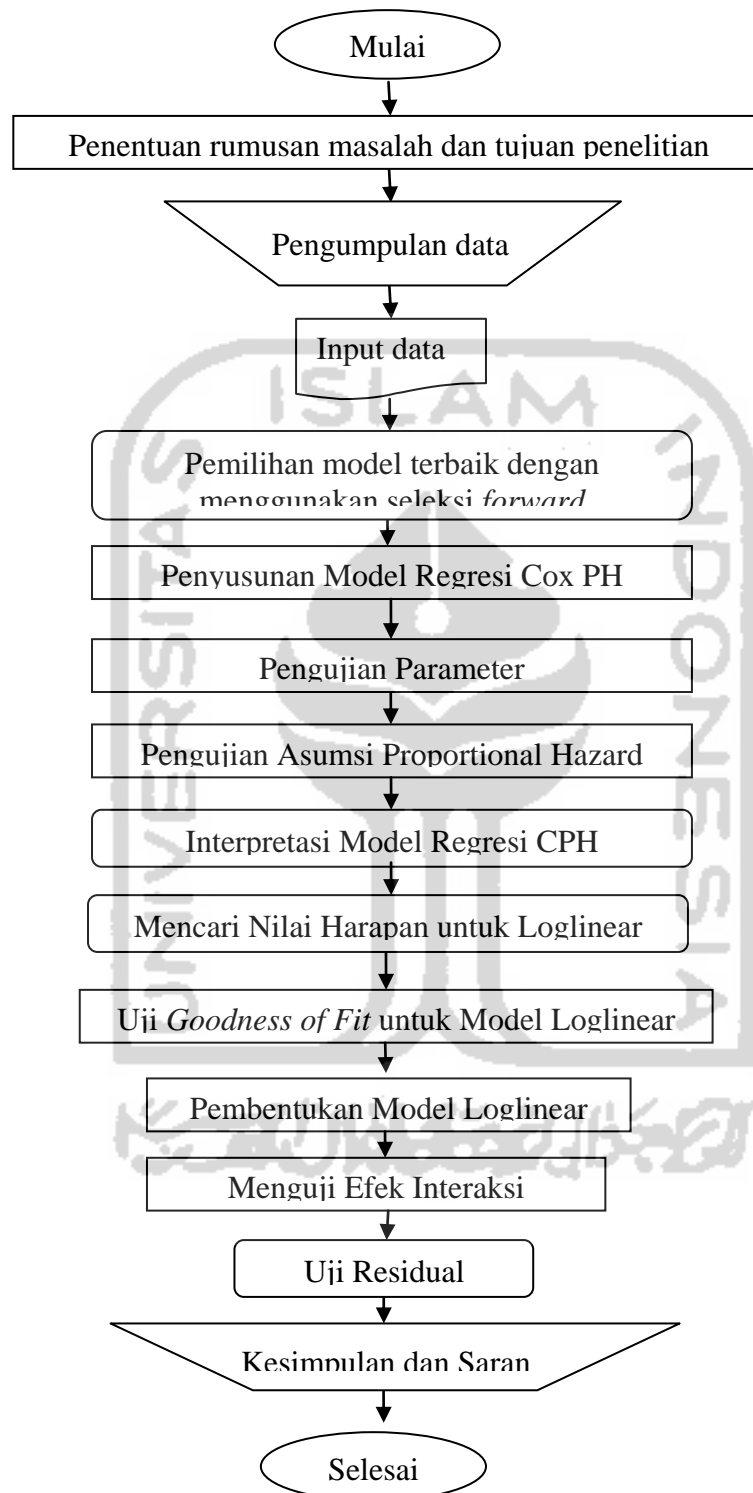 Mulai
Penentuan rumusan masalah dan tujuan penelitian
Pengumpulan data
Input data
Pemilihan model terbaik dengan
menggunakan seleksi forward
Penyusunan Model Regresi Cox PH
Pengujian Parameter
Pengujian Asumsi Proportional Hazard
Interpretasi Model Regresi CPH
Mencari Nilai Harapan untuk Loglinear
Uji Goodness of Fit untuk Model Loglinear
Pembentukan Model Loglinear
Menguji Efek Interaksi
Uji Residual
Kesimpulan dan Saran
Selesai
UNIVERSITAS
ISLAM
INDONESIA